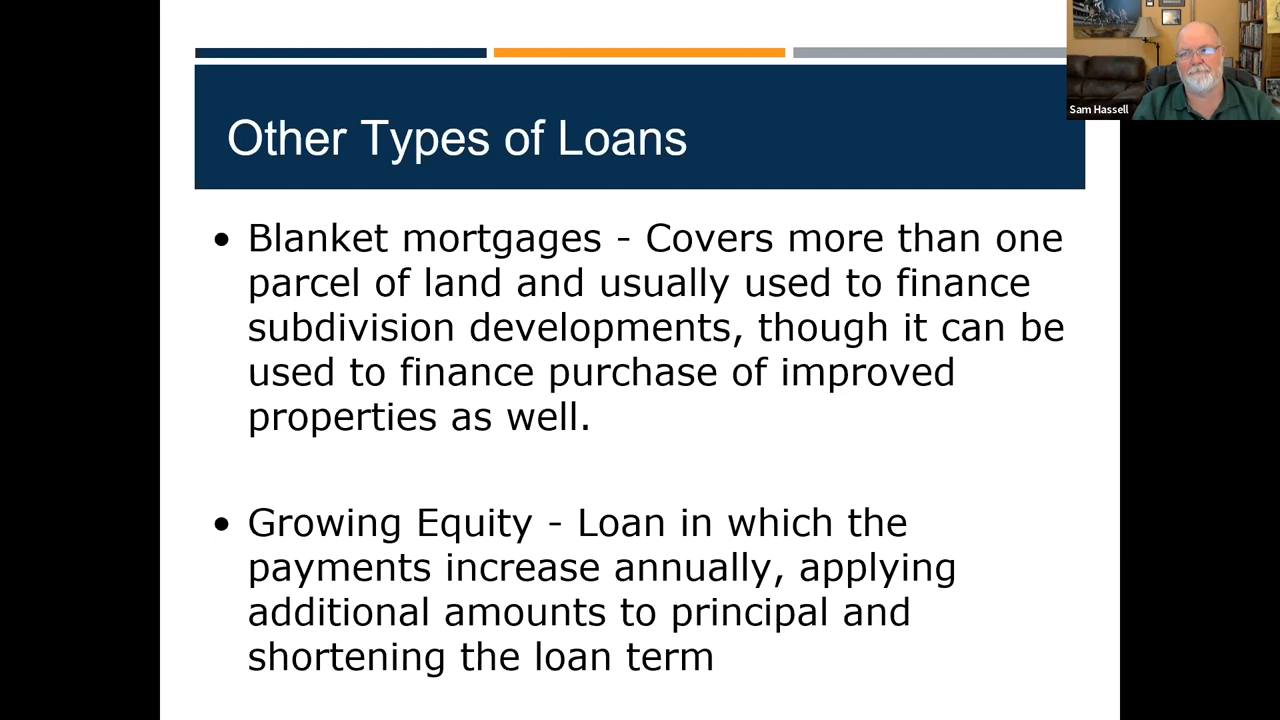 Sam Hassell
Other Types of Loans
• Blanket mortgages - Covers more than one
parcel of land and usually used to finance
subdivision developments, though it can be
used to finance purchase of improved
properties as well.
• Growing Equity - Loan in which the
payments increase annually, applying
additional amounts to principal and
shortening the loan term